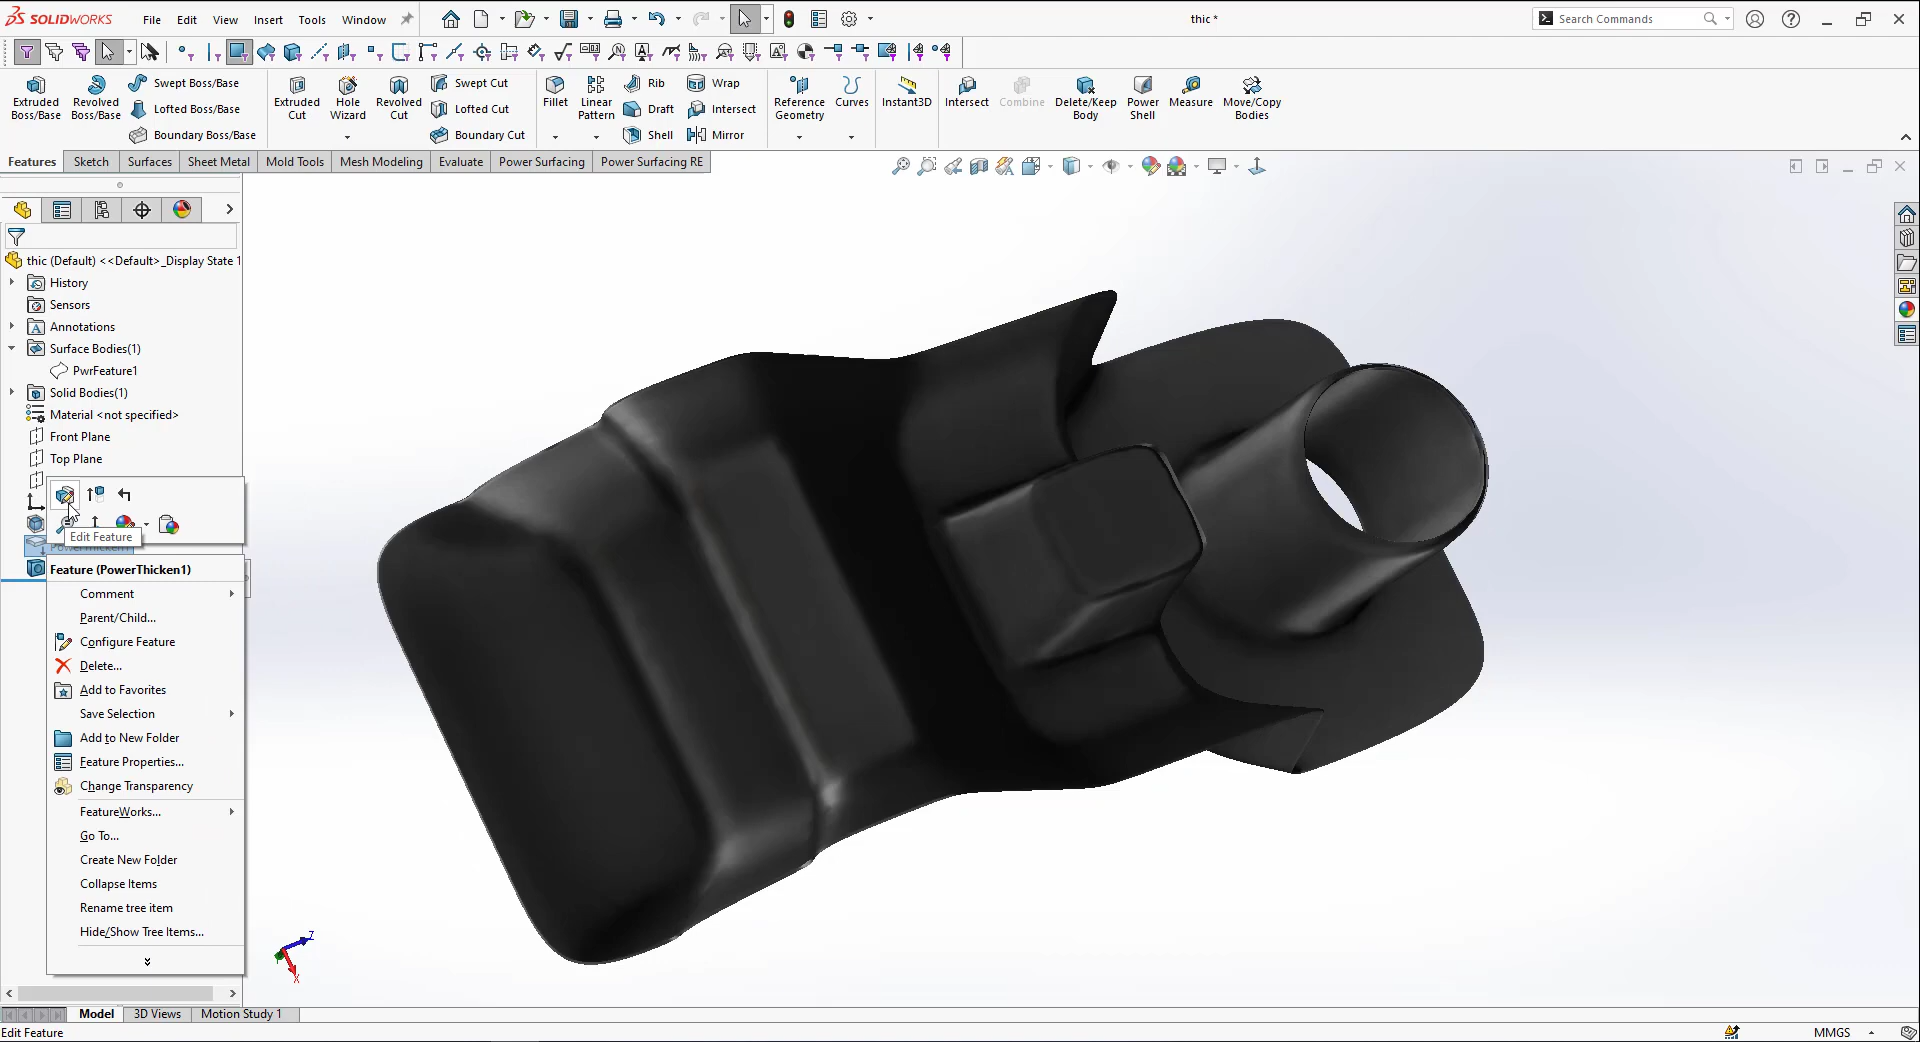 SOLIDWORKS
File
Edit
View
Insert
Tools
Window
thic *
Search Commands
Extruded Boss/Base
Revolved Boss/Base
Swept Boss/Base
Lofted Boss/Base
Boundary Boss/Base
Extruded Cut
Hole Wizard
Revolved Cut
Swept Cut
Lofted Cut
Boundary Cut
Fillet
Linear Pattern
Rib
Draft
Shell
Wrap
Intersect
Mirror
Reference Geometry
Curves
Instant3D
Intersect
Combine
Delete/Keep Body
Power Shell
Measure
Move/Copy Bodies
Features
Sketch
Surfaces
Sheet Metal
Mold Tools
Mesh Modeling
Evaluate
Power Surfacing
Power Surfacing RE
thic (Default) <<Default>_Display State 1
History
Sensors
Annotations
Surface Bodies(1)
PwrFeature1
Solid Bodies(1)
Material <not specified>
Front Plane
Top Plane
Edit Feature
PowerThicken1
Feature (PowerThicken1)
Comment
Parent/Child...
Configure Feature
Delete...
Add to Favorites
Save Selection
Add to New Folder
Feature Properties...
Change Transparency
FeatureWorks...
Go To...
Create New Folder
Collapse Items
Rename tree item
Hide/Show Tree Items...
Z
X
Model
3D Views
Motion Study 1
Edit Feature
MMGS